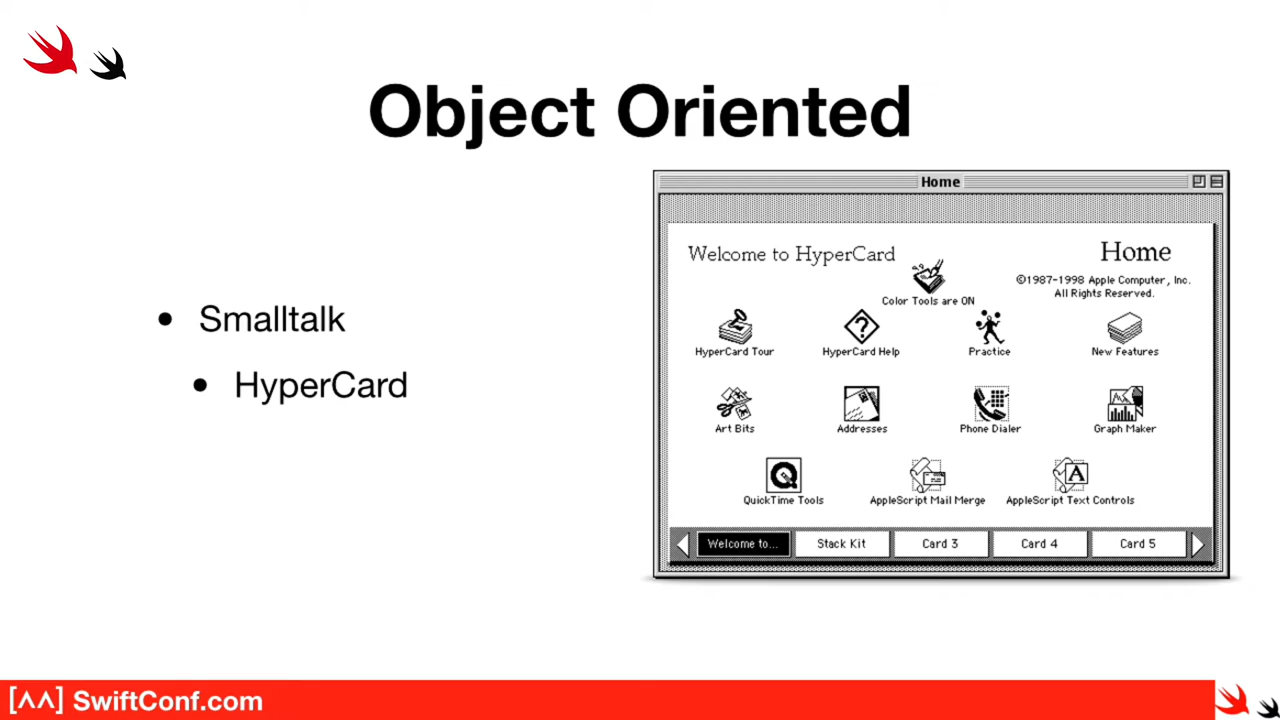 Object Oriented
• Smalltalk
• HyperCard
Home
Welcome to HyperCard
Home
©1987-1998 Apple Computer, Inc.
All Rights Reserved.
Color Tools are ON
HyperCard Tour
HyperCard Help
Practice
New Features
Art Bits
Addresses
Phone Dialer
Graph Maker
QuickTime Tools
AppleScript Mail Merge
AppleScript Text Controls
Welcome to...
Stack Kit
Card 3
Card 4
Card 5
[^^] SwiftConf.com